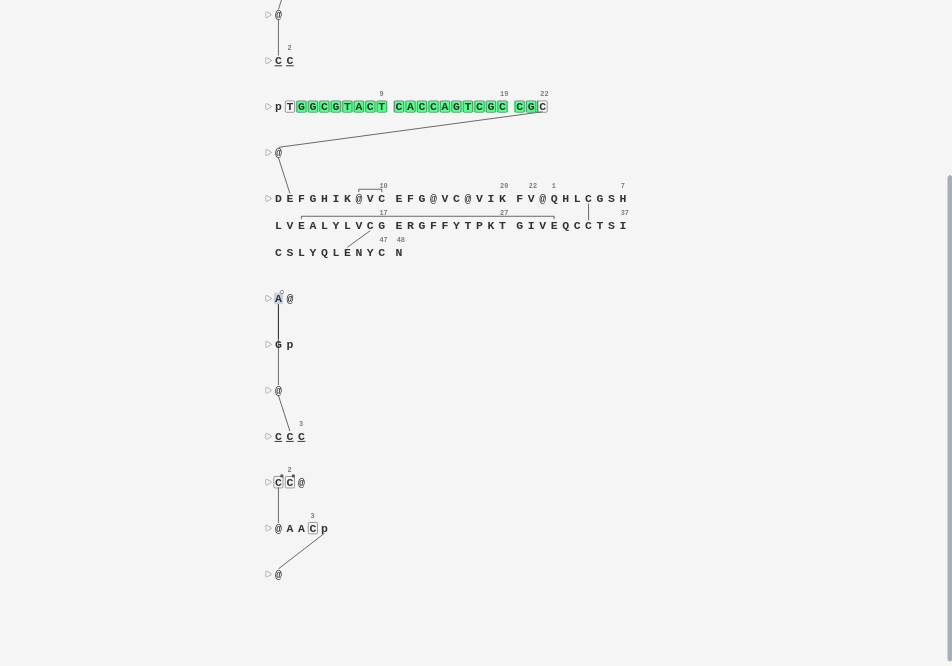 @
2
C C
9 19 22
p T G G C G T A C T C A C C A G T C G C C G C
@
10 20 22 1 7
D E F G H I K @ V C E F G @ V C @ V I K F V @ Q H L C G S H
17 27 37
L V E A L Y L V C G E R G F F Y T P K T G I V E Q C C T S I
47 48
C S L Y Q L E N Y C N
A @
G p
@
3
C C C
2
C C @
3
@ A A C p
@